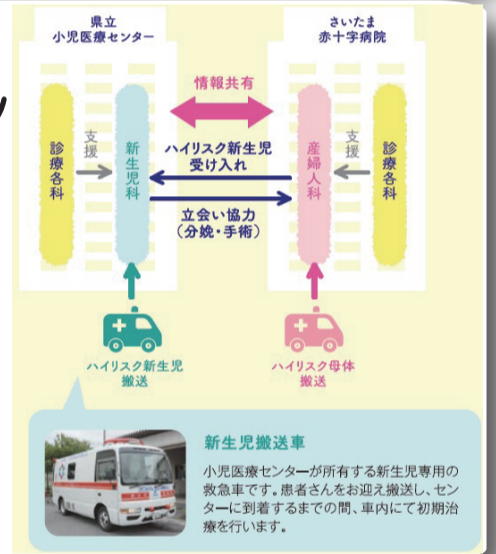 県立
小児医療センター
さいたま
赤十字病院
情報共有
診療各科
支援
新生児科
ハイリスク新生児
受け入れ
立会い協力
(分娩・手術)
産婦人科
支援
診療各科
ハイリスク新生児
搬送
ハイリスク母体
搬送
新生児搬送車
小児医療センターが所有する新生児専用の
救急車です。患者さんをお迎え搬送し、セン
ターに到着するまでの間、車内にて初期治
療を行います。